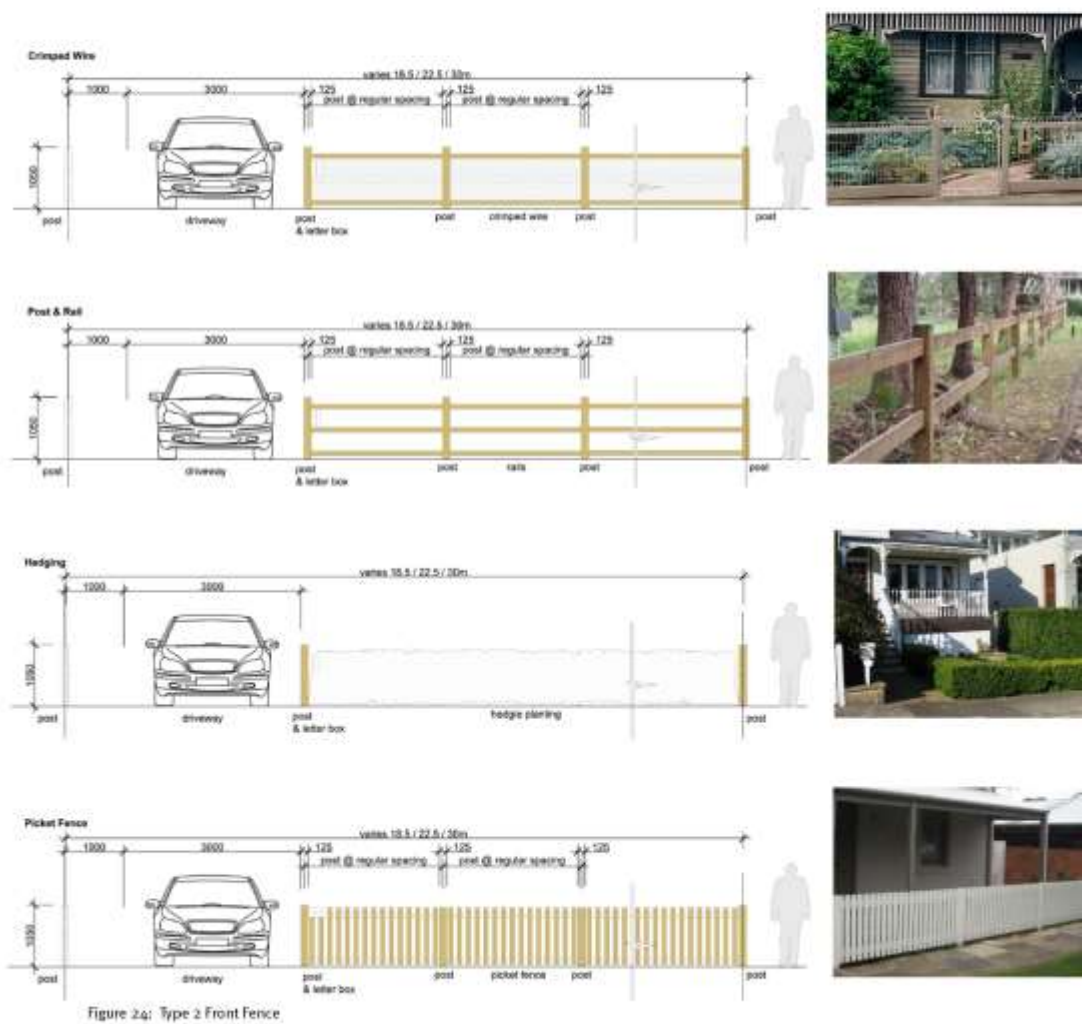 Crimped Wire
varies 18.5 / 22.5 / 30m
1000 3000 125 125 125
post @ regular spacing post @ regular spacing
1050
post driveway post post crimped wire post post
& letter box
Post & Rail
varies 18.5 / 22.5 / 30m
1000 3000 125 125 125
post @ regular spacing post @ regular spacing
1050
post driveway post post rails post post
& letter box
Hedging
varies 18.5 / 22.5 / 30m
1000 3000
1050
post driveway post hedge planting post
& letter box
Picket Fence
varies 18.5 / 22.5 / 30m
1000 3000 125 125 125
post @ regular spacing post @ regular spacing
1050
post driveway post post picket fence post post
& letter box
Figure 24: Type 2 Front Fence